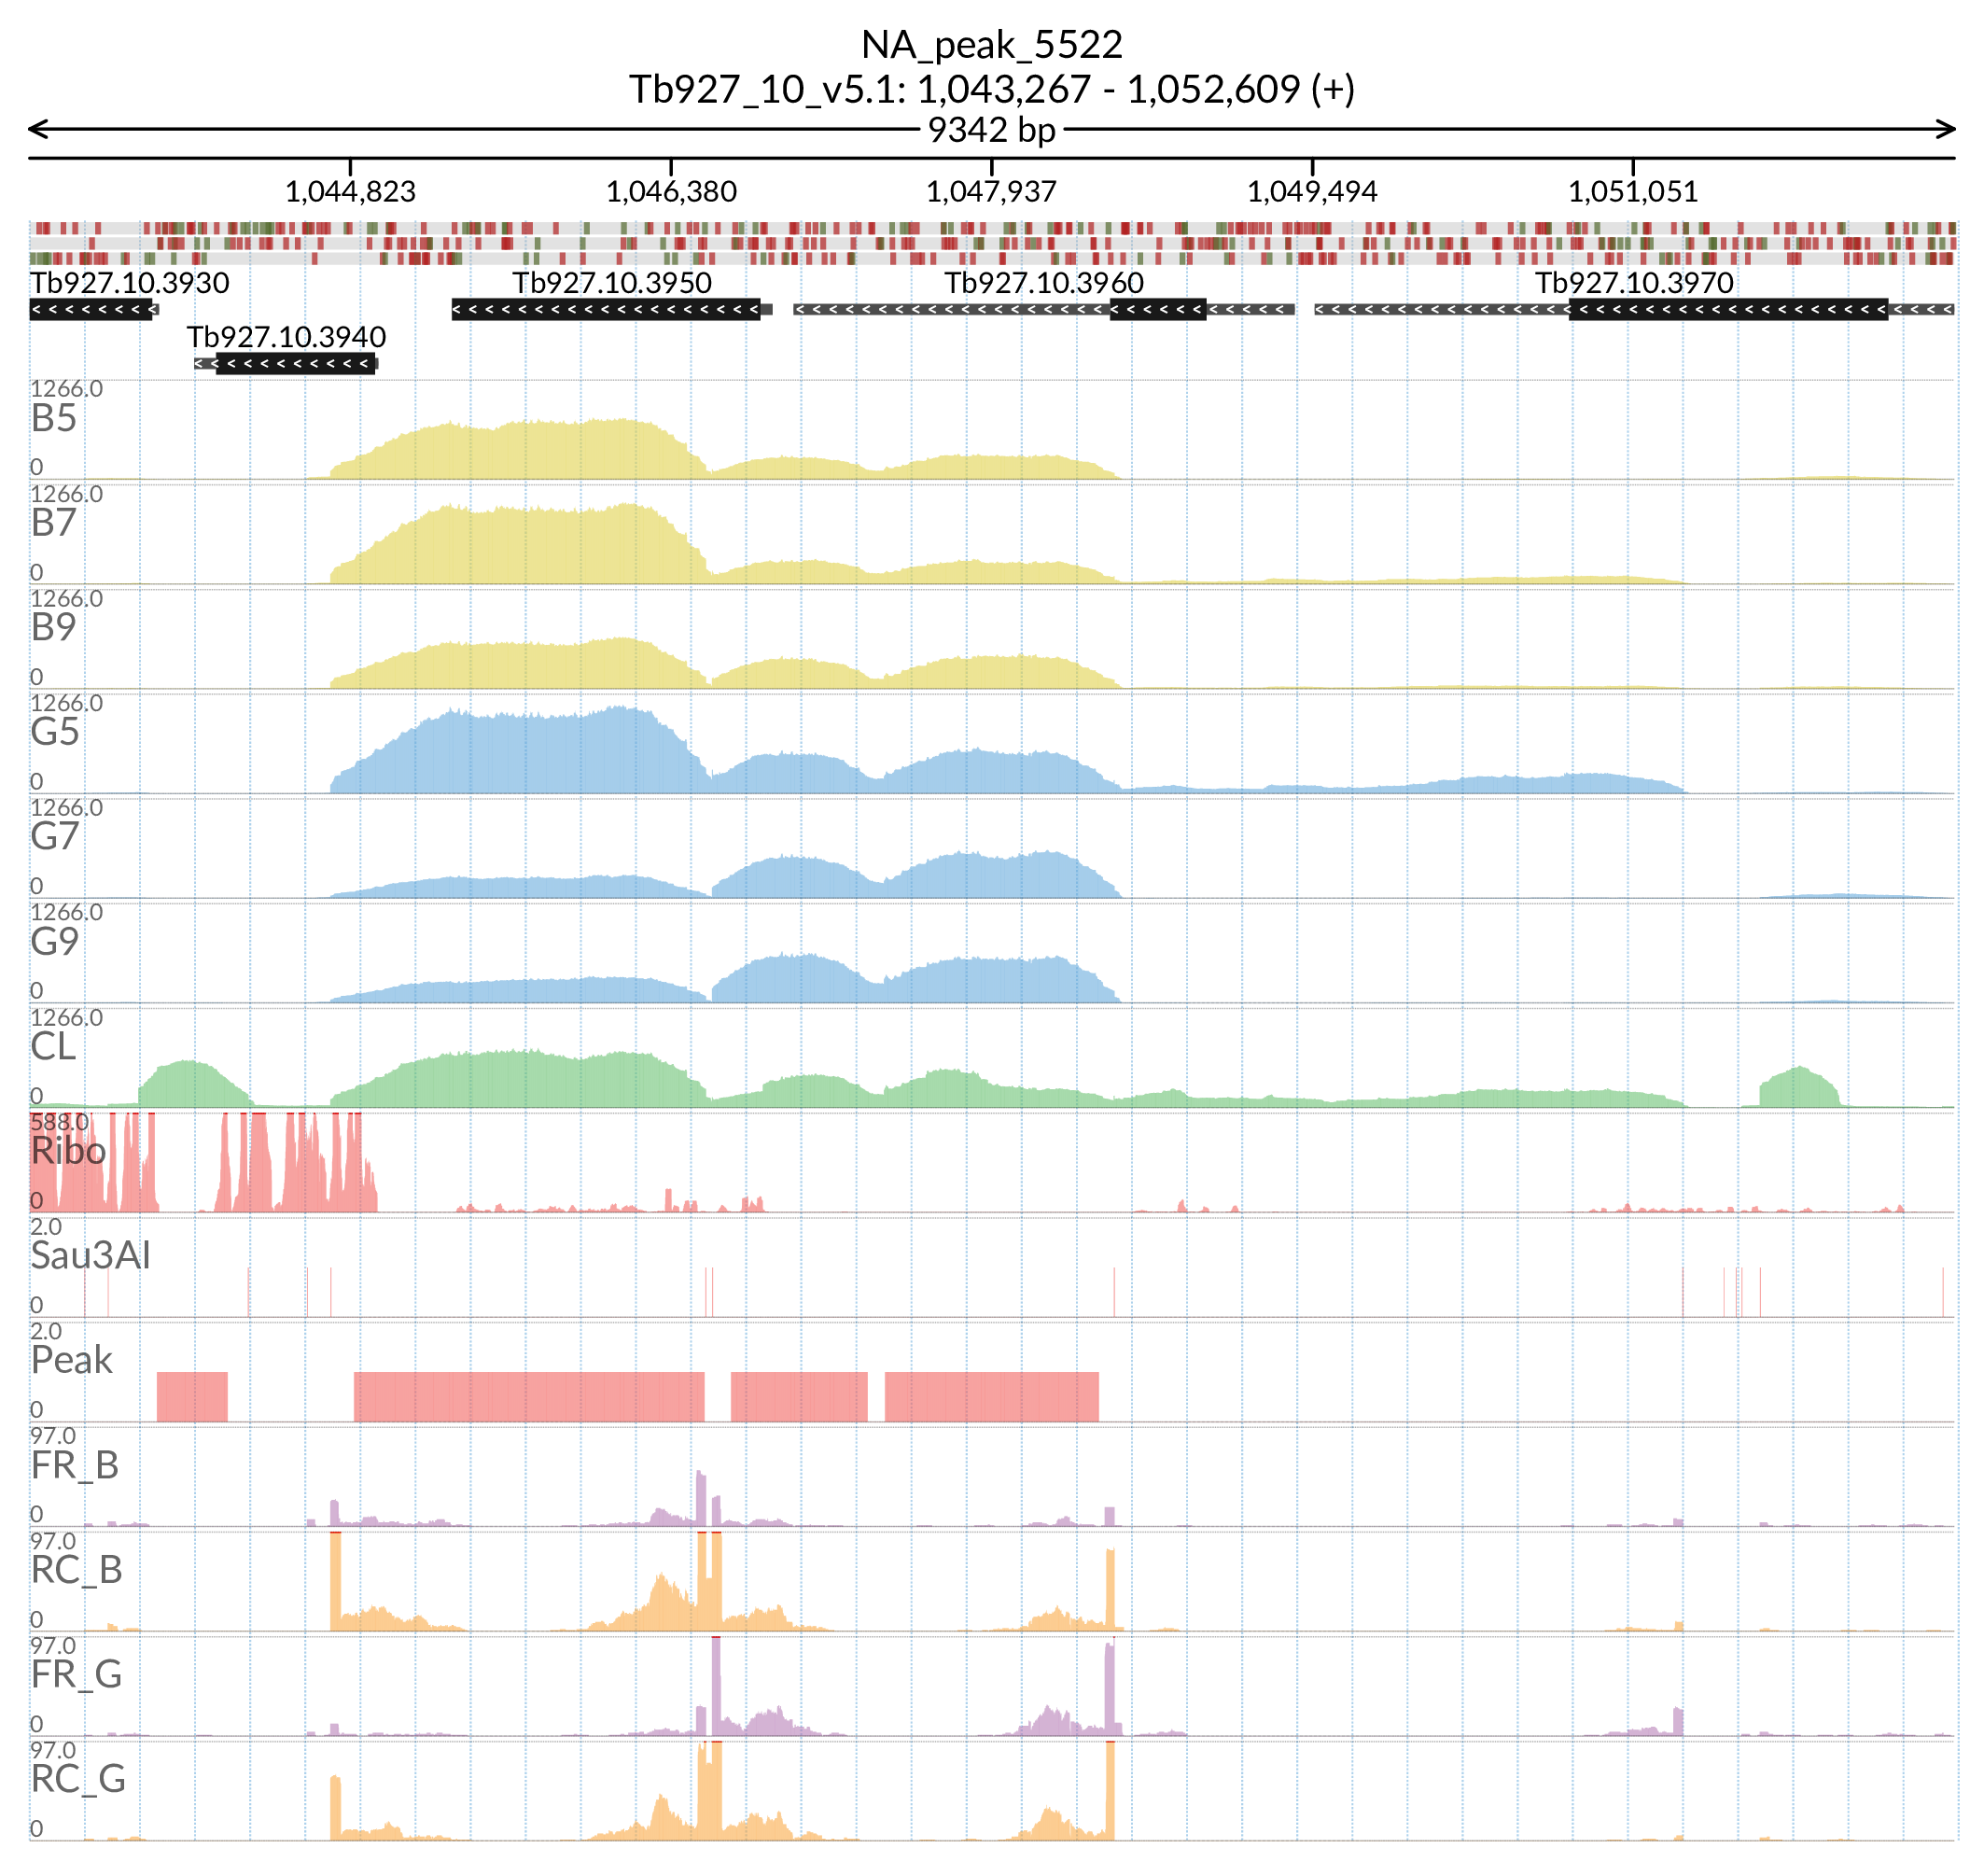 NA_peak_5522
Tb927_10_v5.1: 1,043,267 - 1,052,609 (+)
9342 bp
1,044,823 1,046,380 1,047,937 1,049,494 1,051,051
Tb927.10.3930 Tb927.10.3950 Tb927.10.3960 Tb927.10.3970
Tb927.10.3940
1266.0
B5
0
1266.0
B7
0
1266.0
B9
0
1266.0
G5
0
1266.0
G7
0
1266.0
G9
0
1266.0
CL
0
588.0
Ribo
0
2.0
Sau3AI
0
2.0
Peak
0
97.0
FR_B
0
97.0
RC_B
0
97.0
FR_G
0
97.0
RC_G
0